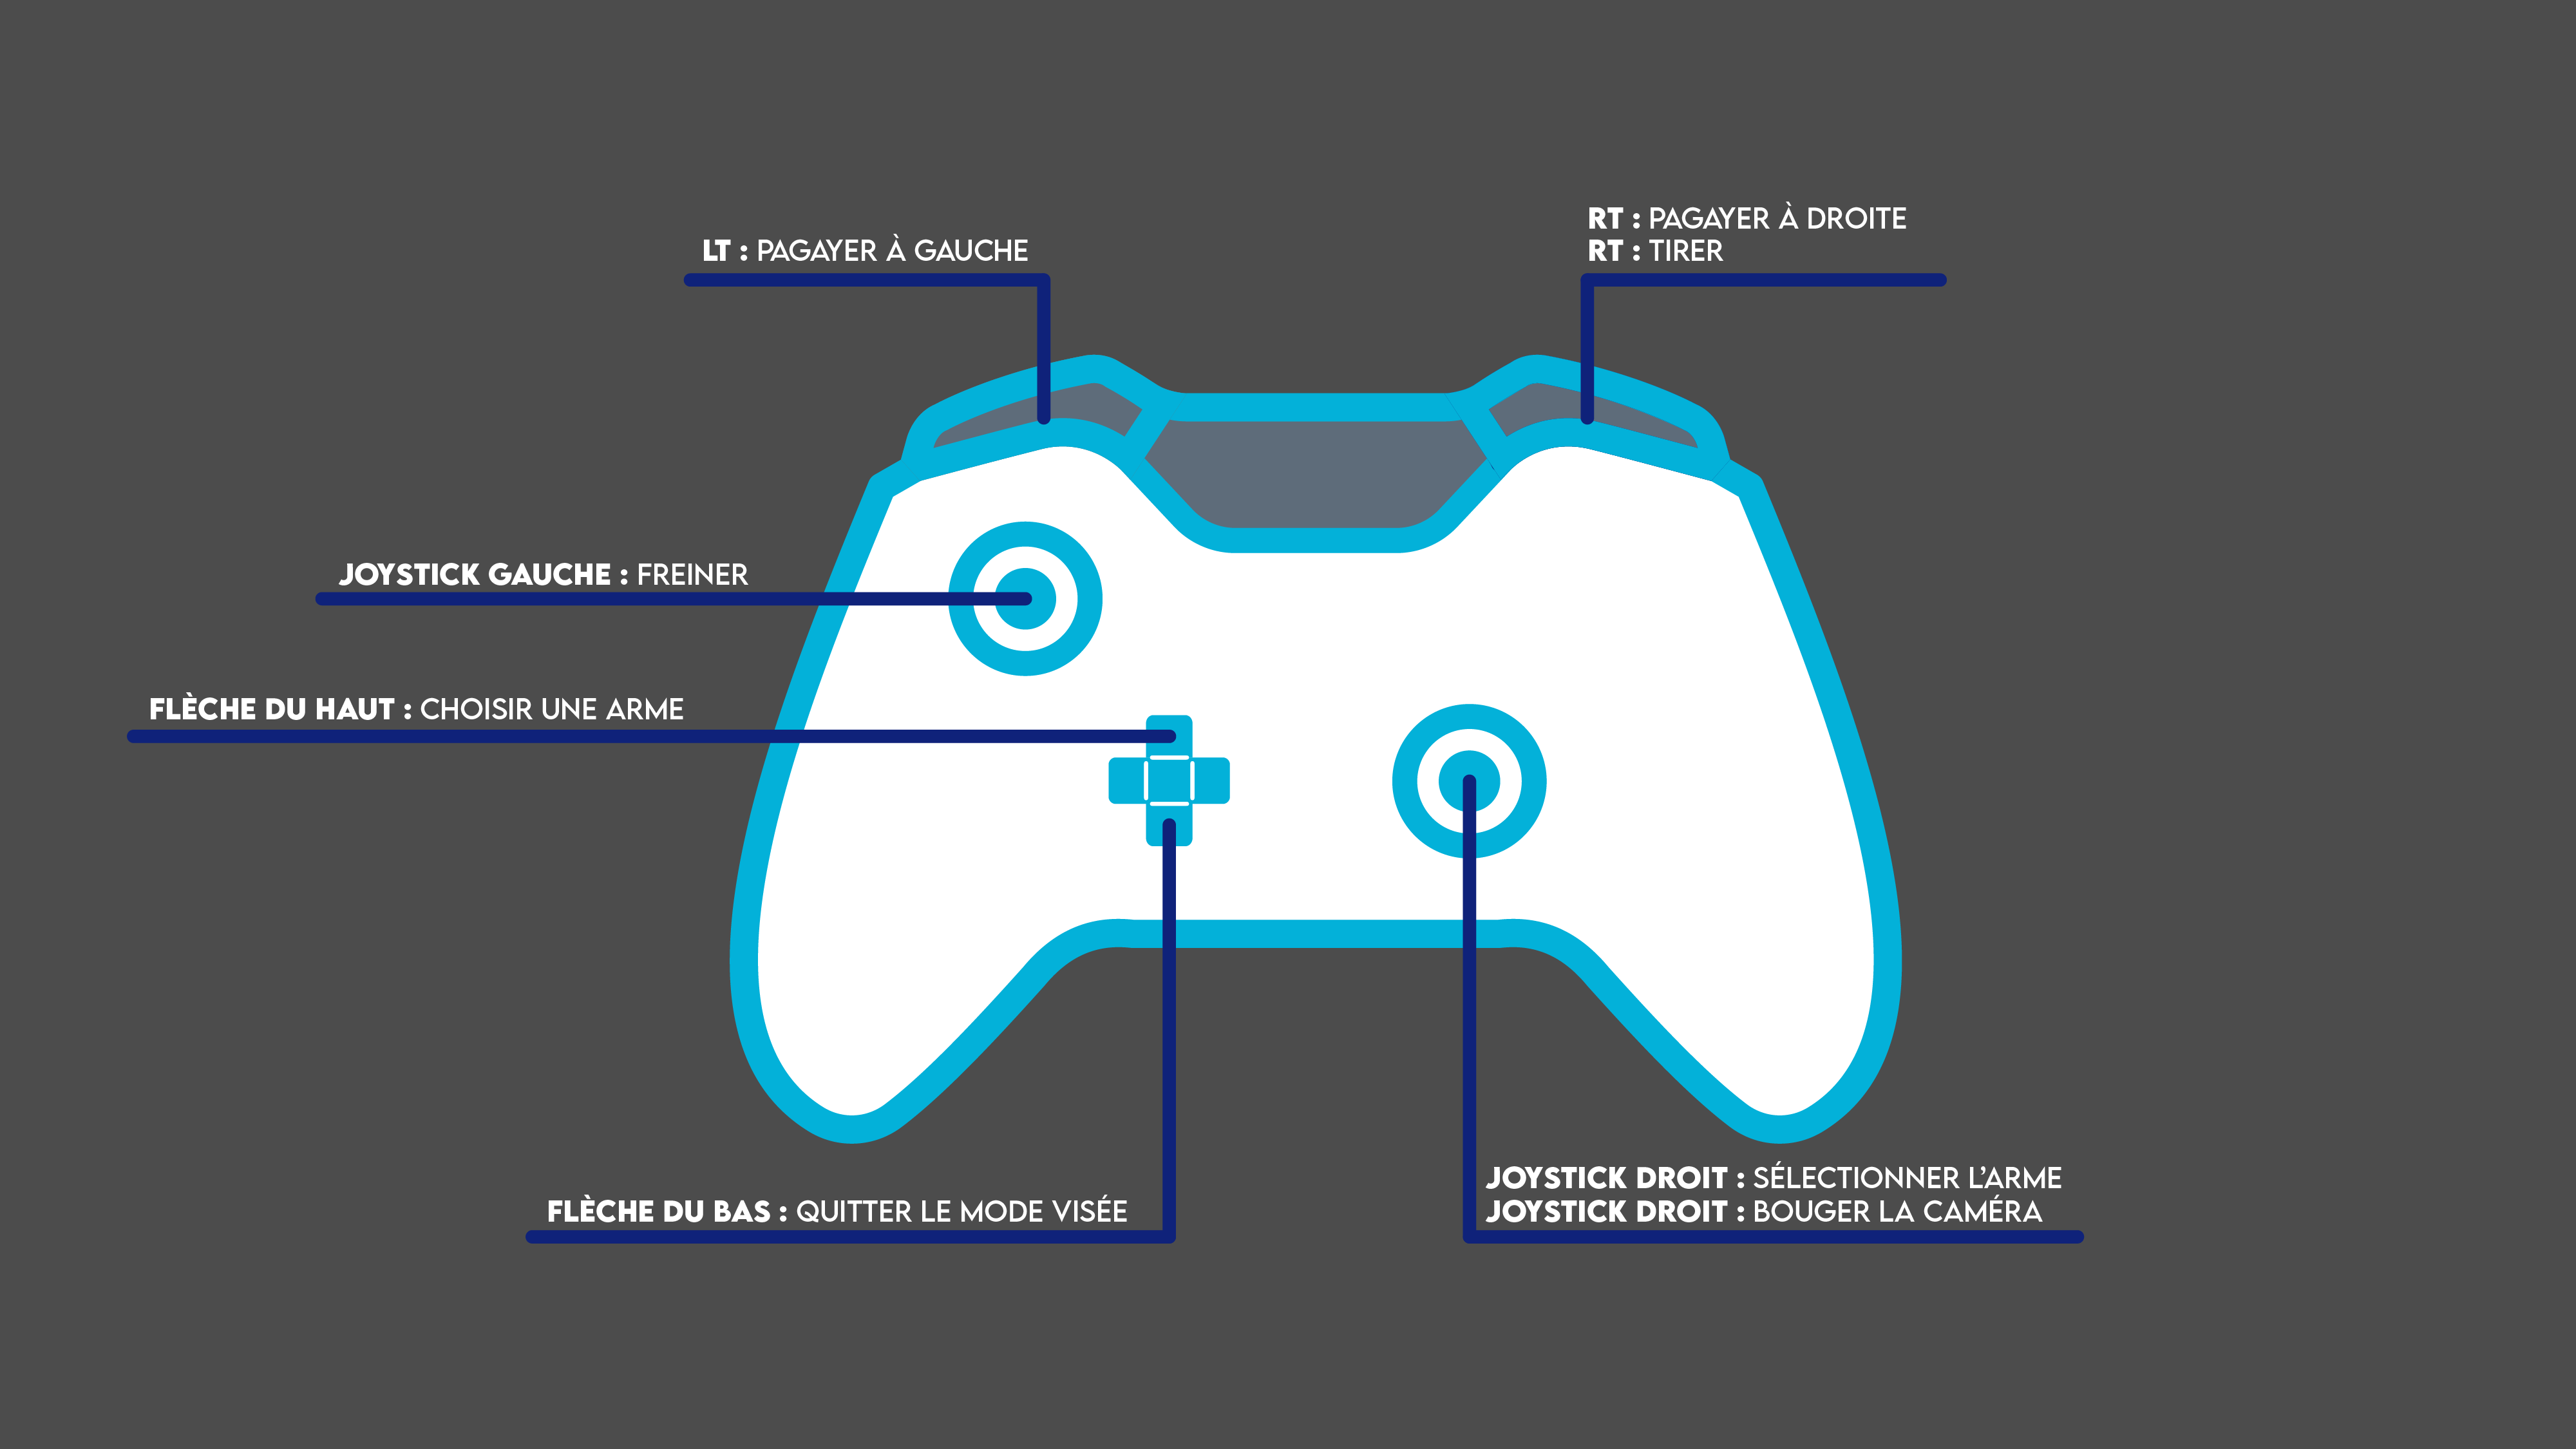 RT : PAGAYER À DROITE
LT : PAGAYER À GAUCHE
RT : TIRER
JOYSTICK GAUCHE : FREINER
FLÈCHE DU HAUT : CHOISIR UNE ARME
JOYSTICK DROIT : SÉLECTIONNER L'ARME
FLÈCHE DU BAS : QUITTER LE MODE VISÉE
JOYSTICK DROIT : BOUGER LA CAMÉRA